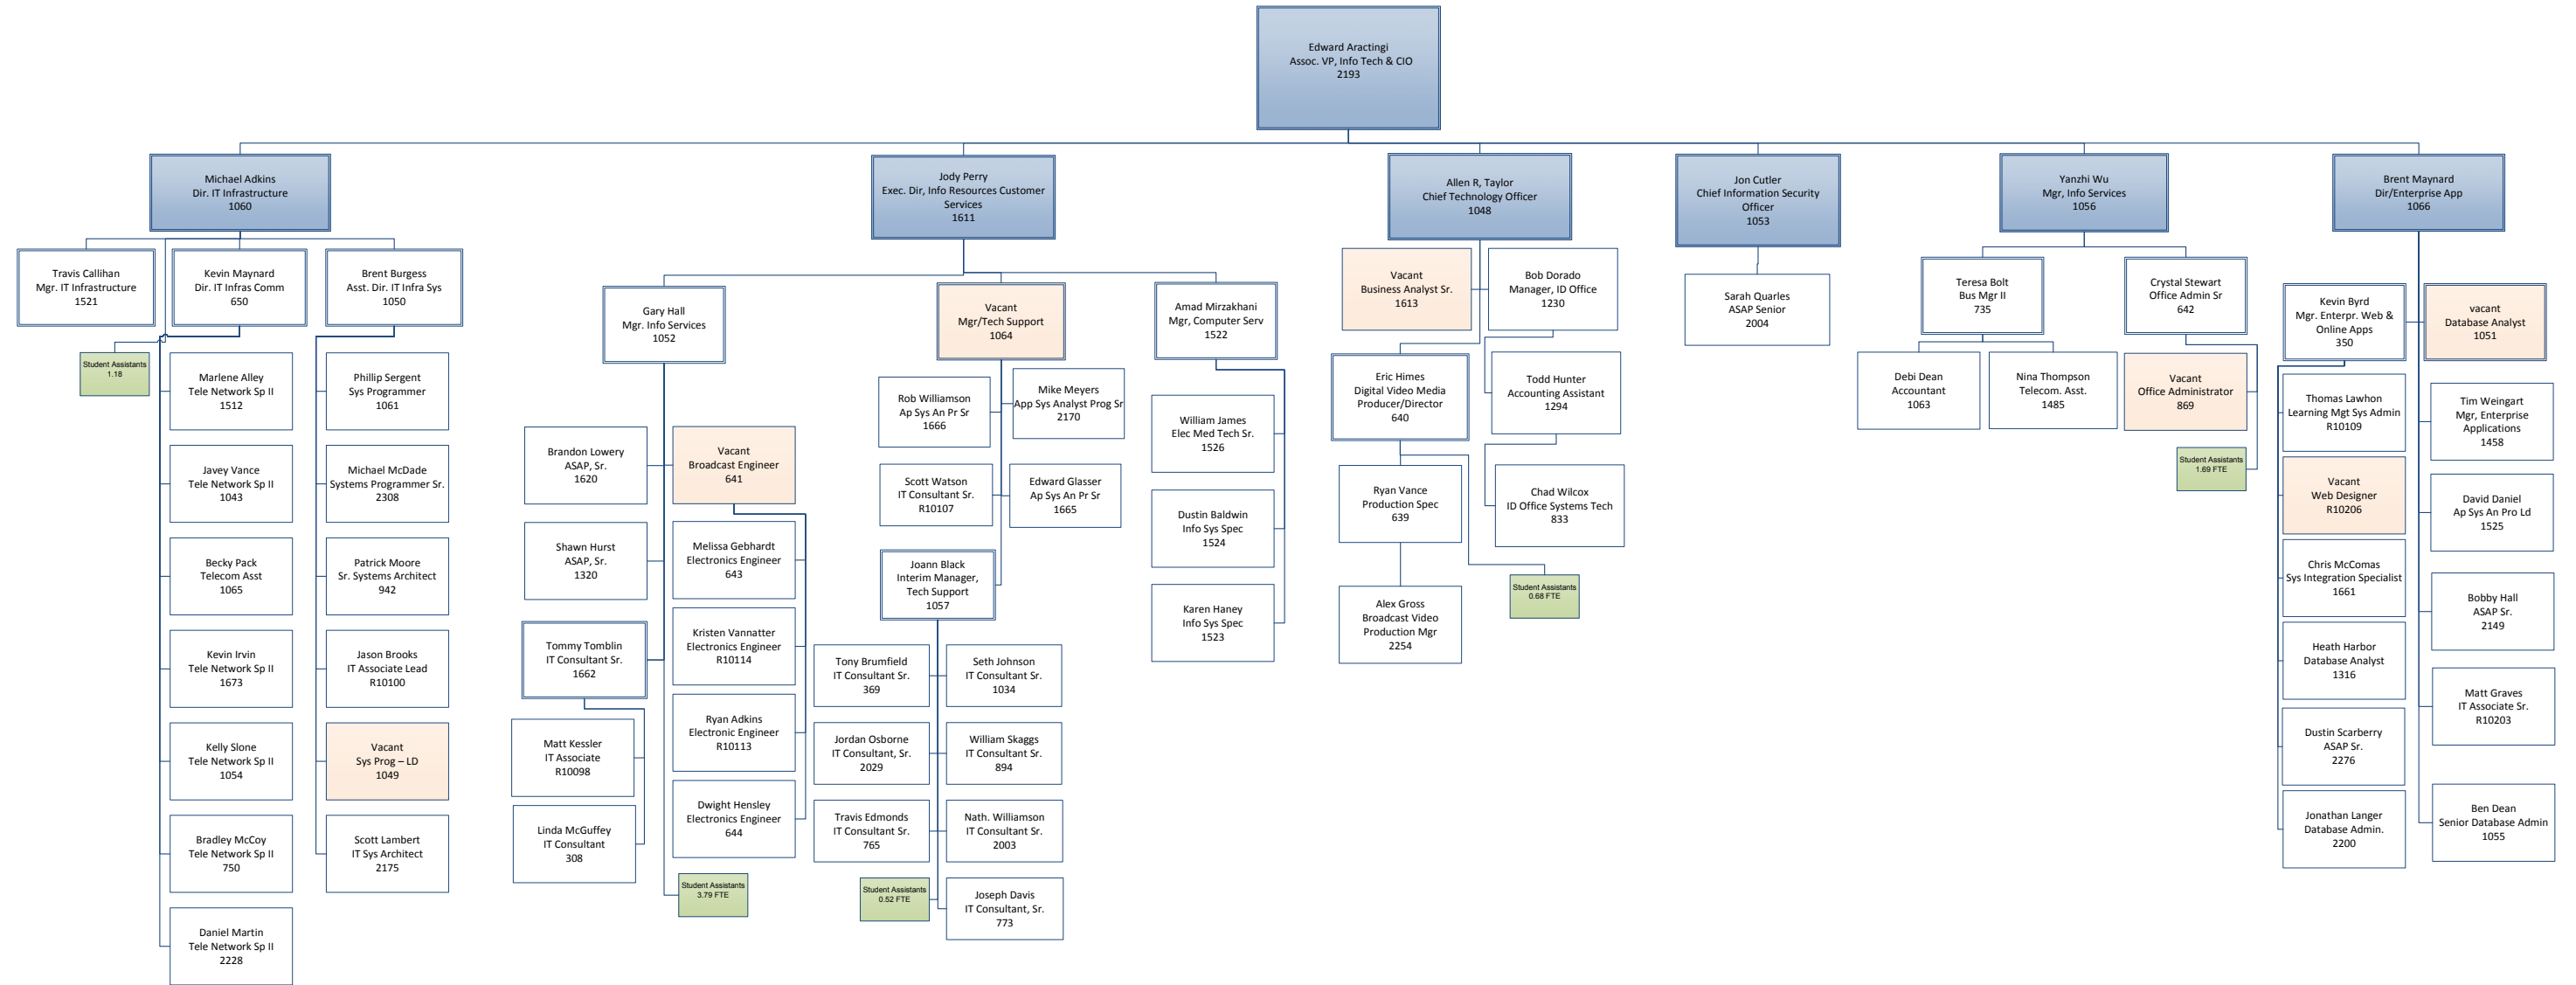 Edward Aractingi
Assoc. VP, Info Tech & CIO
2193
Michael Adkins
Dir. IT Infrastructure
1060
Jody Perry
Exec. Dir, Info Resources Customer
Services
1611
Allen R, Taylor
Chief Technology Officer
1048
Jon Cutler
Chief Information Security
Officer
1053
Yanzhi Wu
Mgr, Info Services
1056
Brent Maynard
Dir/Enterprise App
1066
Travis Callihan
Mgr. IT Infrastructure
1521
Kevin Maynard
Dir. IT Infras Comm
650
Brent Burgess
Asst. Dir. IT Infra Sys
1050
Student Assistants
1.18
Marlene Alley
Tele Network Sp II
1512
Javey Vance
Tele Network Sp II
1043
Becky Pack
Telecom Asst
1065
Kevin Irvin
Tele Network Sp II
1673
Kelly Slone
Tele Network Sp II
1054
Bradley McCoy
Tele Network Sp II
750
Daniel Martin
Tele Network Sp II
2228
Phillip Sergent
Sys Programmer
1061
Michael McDade
Systems Programmer Sr.
2308
Patrick Moore
Sr. Systems Architect
942
Jason Brooks
IT Associate Lead
R10100
Vacant
Sys Prog – LD
1049
Scott Lambert
IT Sys Architect
2175
Gary Hall
Mgr. Info Services
1052
Brandon Lowery
ASAP, Sr.
1620
Shawn Hurst
ASAP, Sr.
1320
Tommy Tomblin
IT Consultant Sr.
1662
Matt Kessler
IT Associate
R10098
Linda McGuffey
IT Consultant
308
Vacant
Broadcast Engineer
641
Melissa Gebhardt
Electronics Engineer
643
Kristen Vannatter
Electronics Engineer
R10114
Ryan Adkins
Electronic Engineer
R10113
Dwight Hensley
Electronics Engineer
644
Student Assistants
3.79 FTE
Vacant
Mgr/Tech Support
1064
Rob Williamson
Ap Sys An Pr Sr
1666
Mike Meyers
App Sys Analyst Prog Sr
2170
Scott Watson
IT Consultant Sr.
R10107
Edward Glasser
Ap Sys An Pr Sr
1665
Joann Black
Interim Manager,
Tech Support
1057
Tony Brumfield
IT Consultant Sr.
369
Seth Johnson
IT Consultant Sr.
1034
Jordan Osborne
IT Consultant, Sr.
2029
William Skaggs
IT Consultant Sr.
894
Travis Edmonds
IT Consultant Sr.
765
Nath. Williamson
IT Consultant Sr.
2003
Student Assistants
0.52 FTE
Joseph Davis
IT Consultant, Sr.
773
Amad Mirzakhani
Mgr, Computer Serv
1522
William James
Elec Med Tech Sr.
1526
Dustin Baldwin
Info Sys Spec
1524
Karen Haney
Info Sys Spec
1523
Vacant
Business Analyst Sr.
1613
Bob Dorado
Manager, ID Office
1230
Eric Himes
Digital Video Media
Producer/Director
640
Todd Hunter
Accounting Assistant
1294
Ryan Vance
Production Spec
639
Chad Wilcox
ID Office Systems Tech
833
Alex Gross
Broadcast Video
Production Mgr
2254
Student Assistants
0.68 FTE
Sarah Quarles
ASAP Senior
2004
Teresa Bolt
Bus Mgr II
735
Crystal Stewart
Office Admin Sr
642
Debi Dean
Accountant
1063
Nina Thompson
Telecom. Asst.
1485
Vacant
Office Administrator
869
Student Assistants
1.69 FTE
Kevin Byrd
Mgr. Enterpr. Web &
Online Apps
350
vacant
Database Analyst
1051
Thomas Lawhon
Learning Mgt Sys Admin
R10109
Vacant
Web Designer
R10206
Chris McComas
Sys Integration Specialist
1661
Heath Harbor
Database Analyst
1316
Dustin Scarberry
ASAP Sr.
2276
Jonathan Langer
Database Admin.
2200
Tim Weingart
Mgr, Enterprise
Applications
1458
David Daniel
Ap Sys An Pro Ld
1525
Bobby Hall
ASAP Sr.
2149
Matt Graves
IT Associate Sr.
R10203
Ben Dean
Senior Database Admin
1055